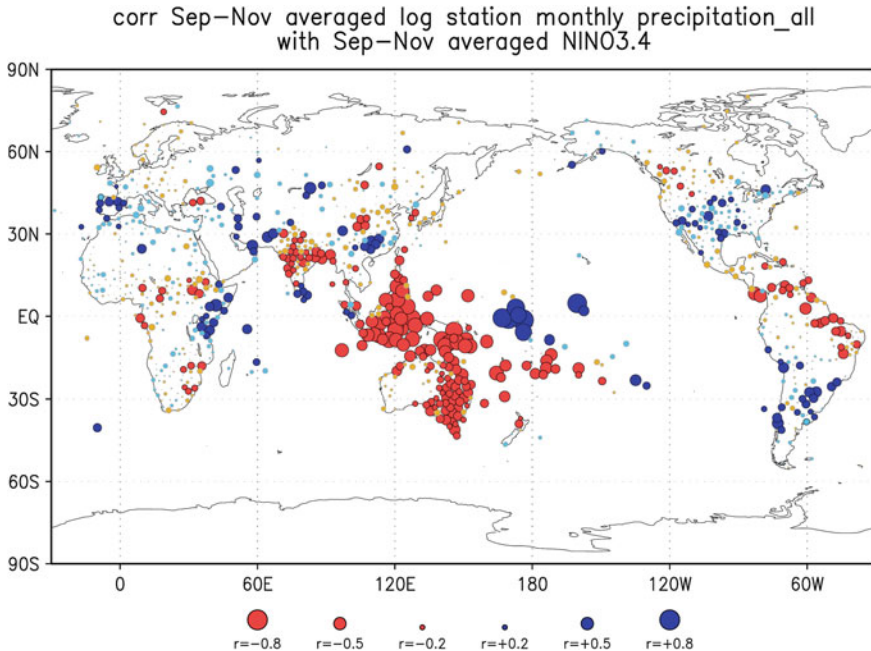 corr Sep-Nov averaged log station monthly precipitation_all
with Sep-Nov averaged NINO3.4
90N
60N
30N
EQ
30S
60S
90S
0 60E 120E 180 120W 60W
r=-0.8 r=-0.5 r=-0.2 r=+0.2 r=+0.5 r=+0.8